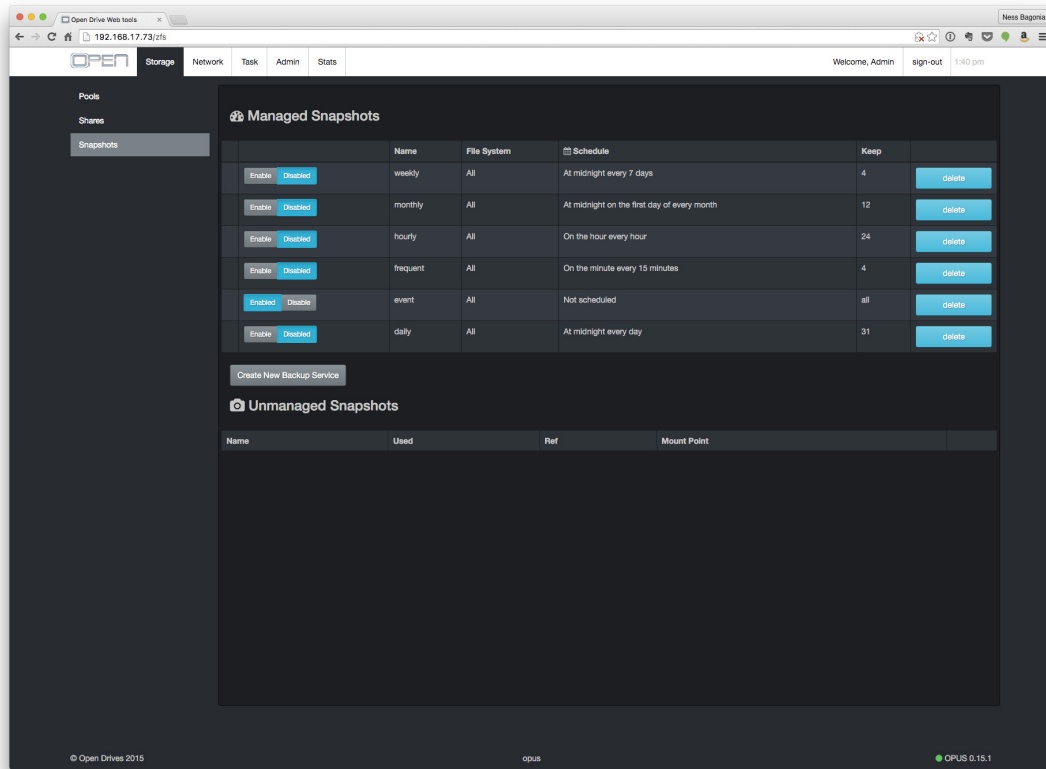 Open Drive Web tools
Ness Bagonia
192.168.17.73/zfs
OPEN Storage Network Task Admin Stats Welcome, Admin sign-out 1:40 pm
Pools
Shares
Snapshots
Managed Snapshots
Name File System Schedule Keep
Enable Disabled weekly All At midnight every 7 days 4 delete
Enable Disabled monthly All At midnight on the first day of every month 12 delete
Enable Disabled hourly All On the hour every hour 24 delete
Enable Disabled frequent All On the minute every 15 minutes 4 delete
Enabled Disable event All Not scheduled all delete
Enable Disabled daily All At midnight every day 31 delete
Create New Backup Service
Unmanaged Snapshots
Name Used Ref Mount Point
© Open Drives 2015 opus OPUS 0.15.1